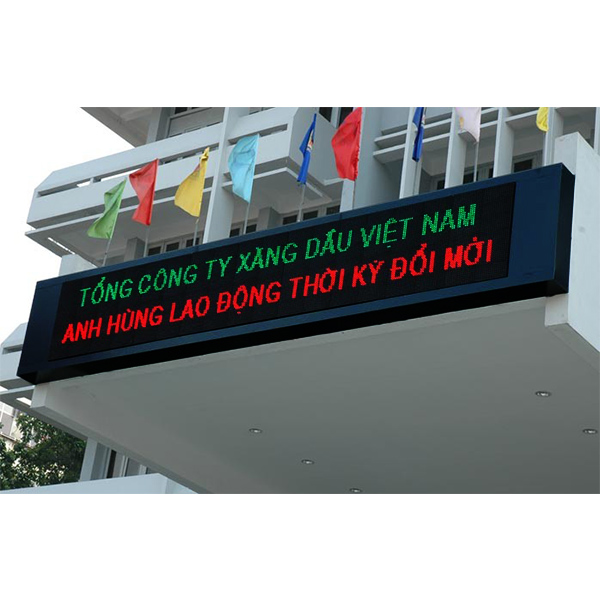 TỔNG CÔNG TY XĂNG DẦU VIỆT NAM
ANH HÙNG LAO ĐỘNG THỜI KỲ ĐỔI MỚI